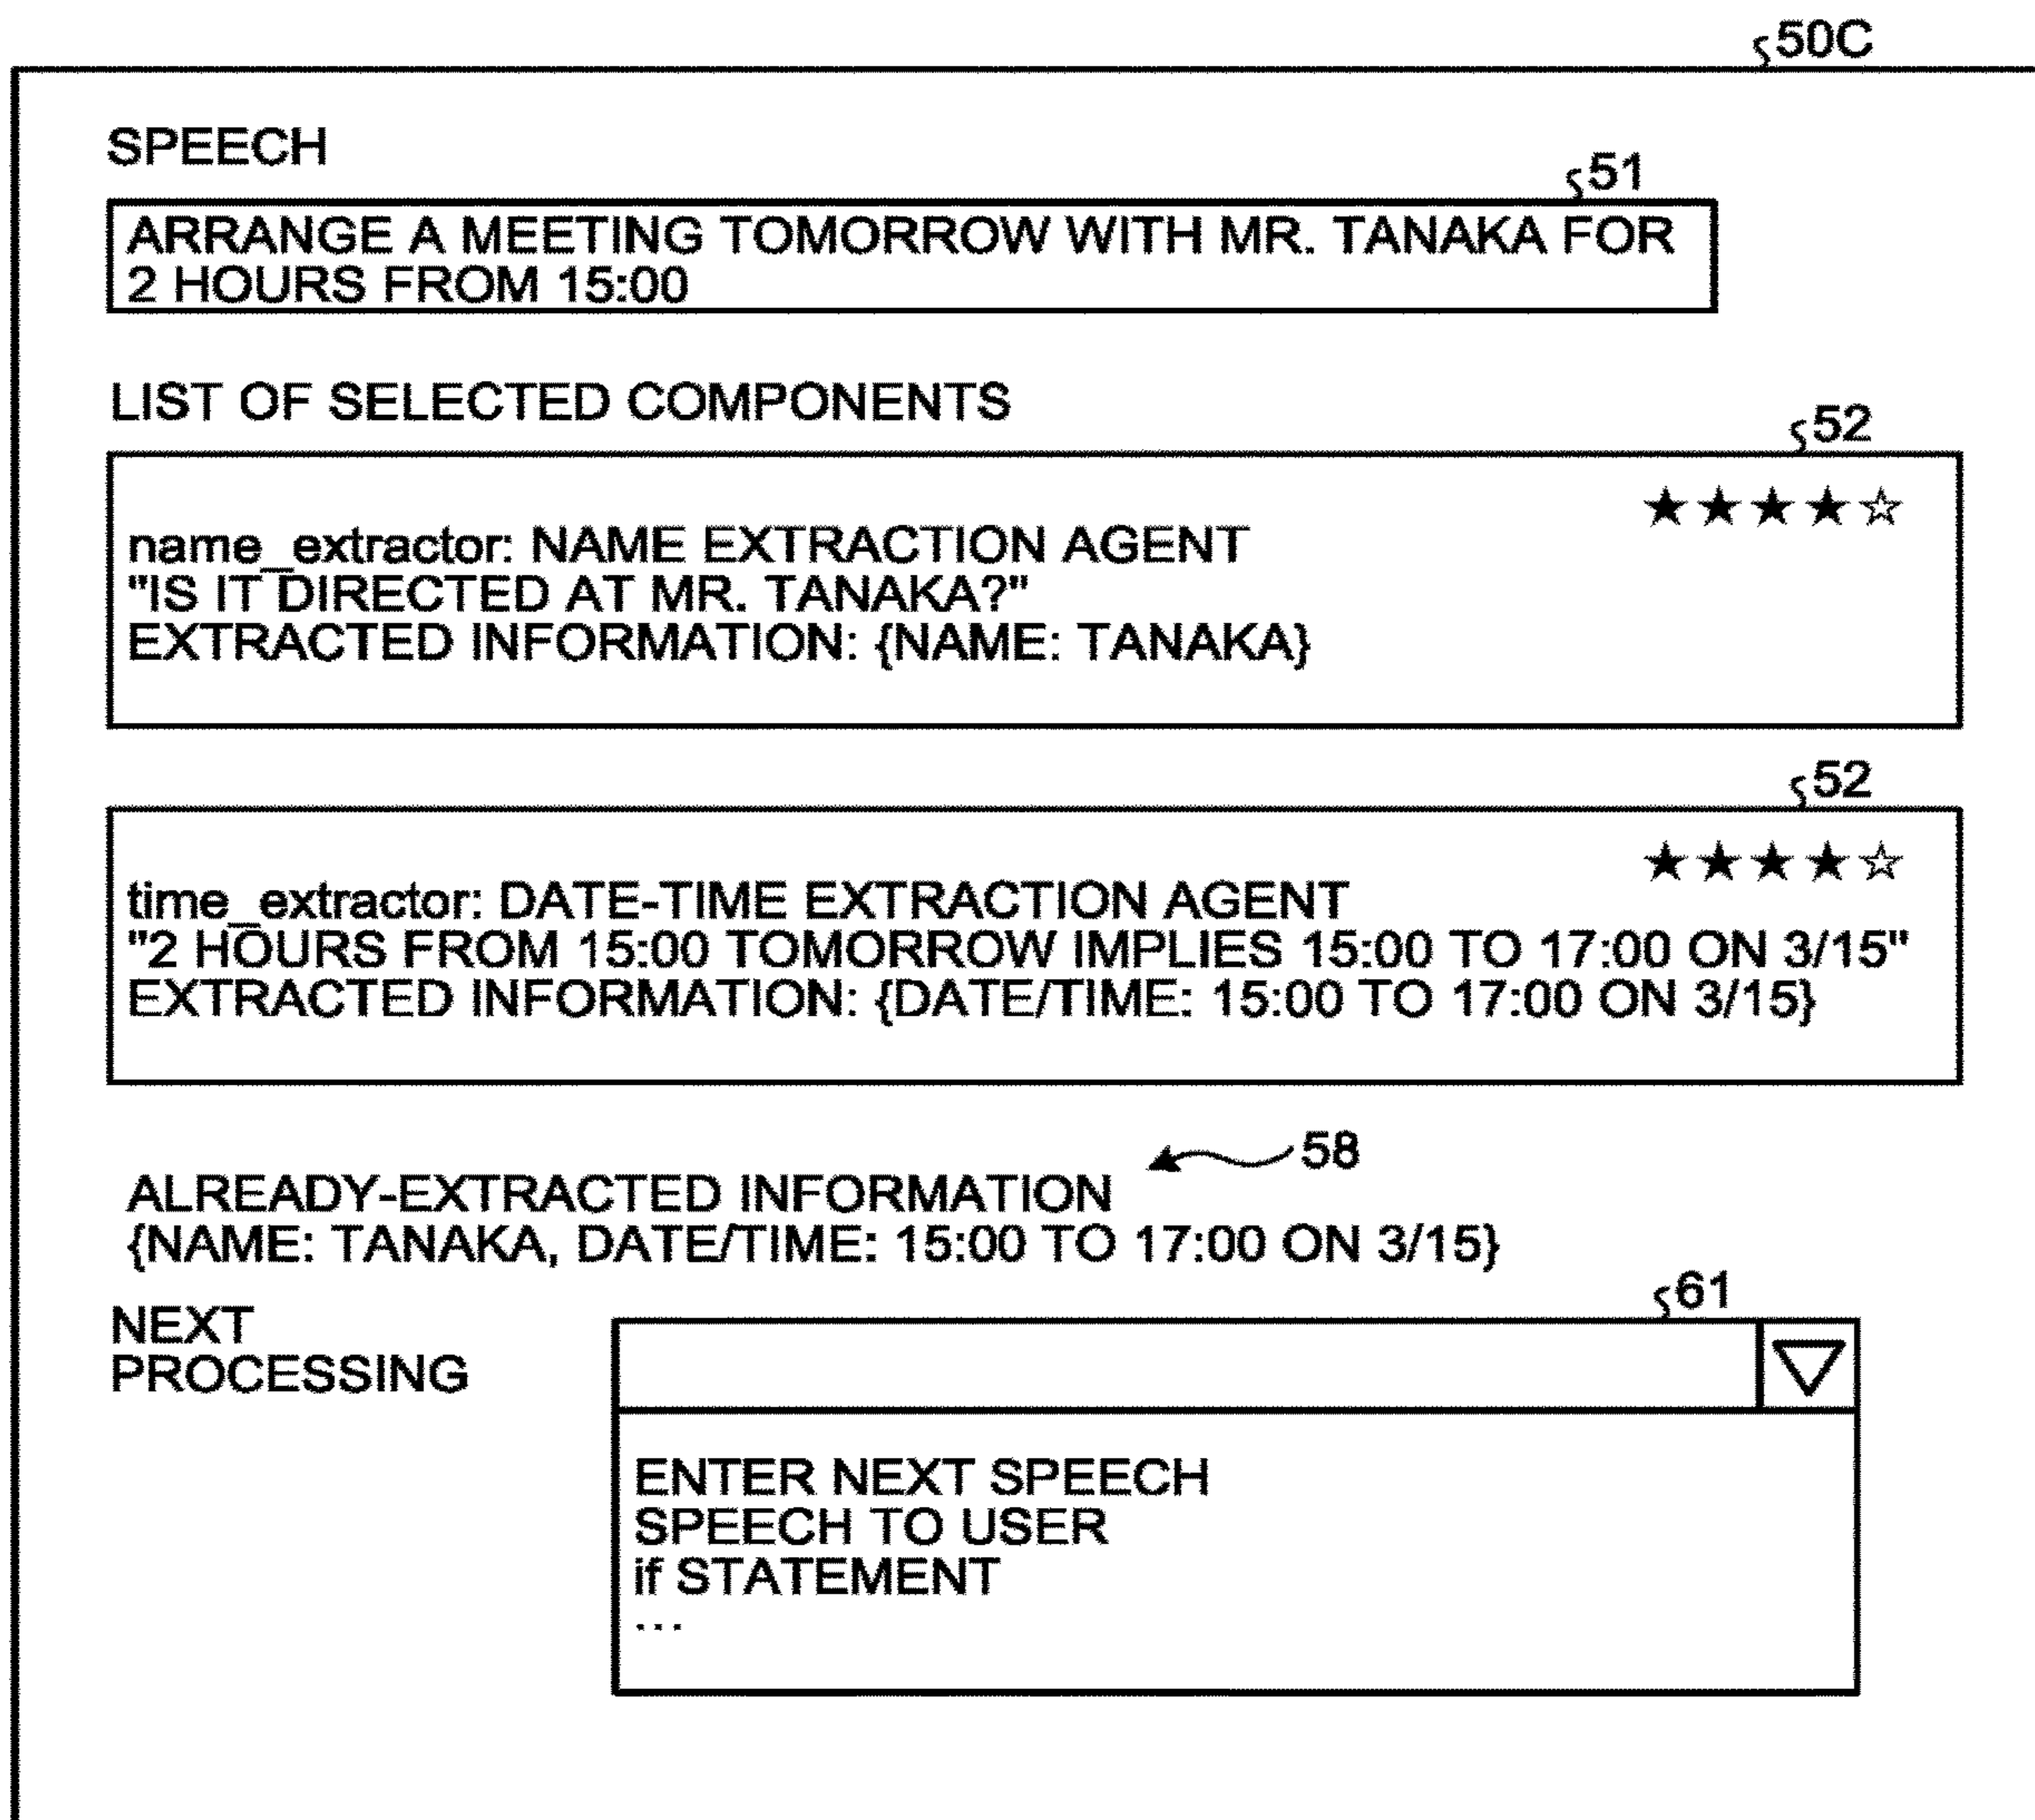 50C
SPEECH
51
ARRANGE A MEETING TOMORROW WITH MR. TANAKA FOR
2 HOURS FROM 15:00
LIST OF SELECTED COMPONENTS
52
★★★★☆
name_extractor: NAME EXTRACTION AGENT
"IS IT DIRECTED AT MR. TANAKA?"
EXTRACTED INFORMATION: {NAME: TANAKA}
52
★★★★☆
time_extractor: DATE-TIME EXTRACTION AGENT
"2 HOURS FROM 15:00 TOMORROW IMPLIES 15:00 TO 17:00 ON 3/15"
EXTRACTED INFORMATION: {DATE/TIME: 15:00 TO 17:00 ON 3/15}
58
ALREADY-EXTRACTED INFORMATION
{NAME: TANAKA, DATE/TIME: 15:00 TO 17:00 ON 3/15}
61
NEXT
PROCESSING
ENTER NEXT SPEECH
SPEECH TO USER
if STATEMENT
...